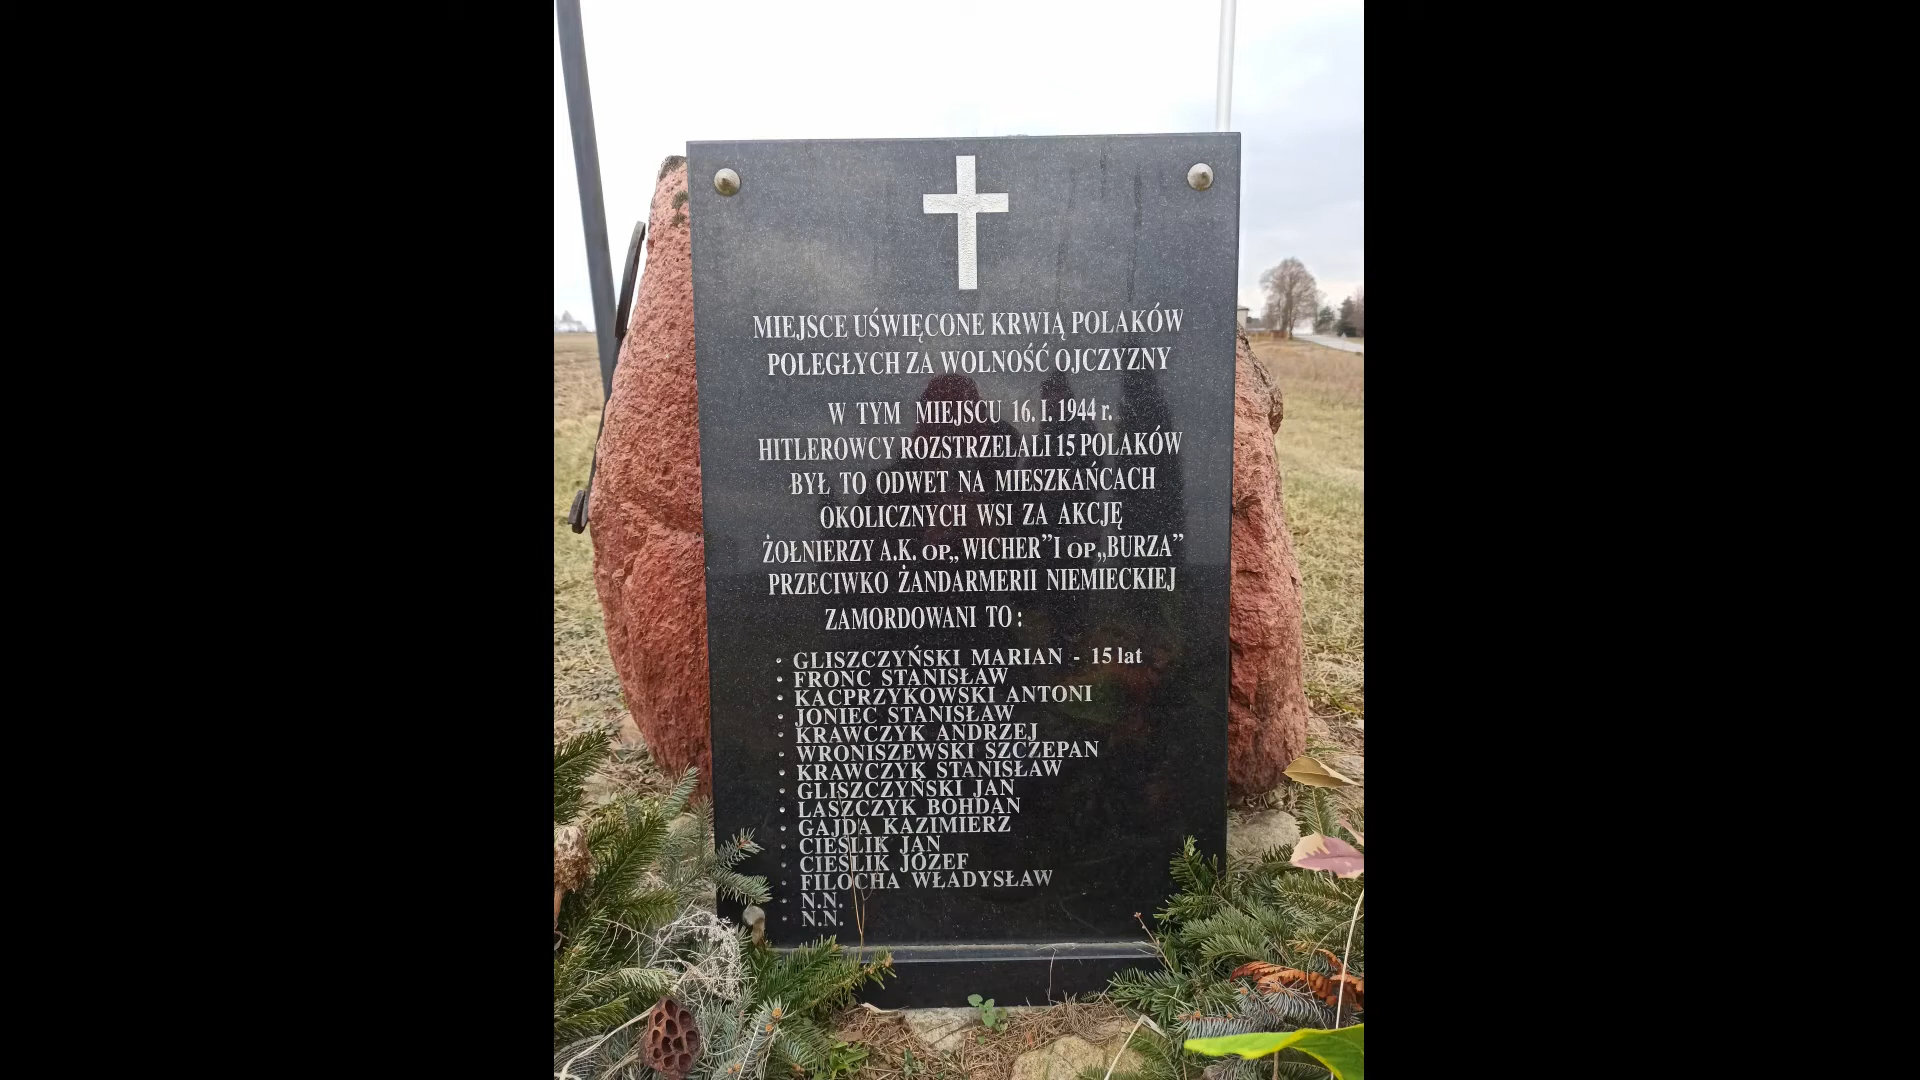 MIEJSCE UŚWIĘCONE KRWIĄ POLAKÓW
POLEGŁYCH ZA WOLNOŚĆ OJCZYZNY
W TYM MIEJSCU 16. I. 1944 r.
HITLEROWCY ROZSTRZELALI 15 POLAKÓW
BYŁ TO ODWET NA MIESZKAŃCACH
OKOLICZNYCH WSI ZA AKCJĘ
ŻOŁNIERZY A.K. OP„WICHER” I OP„BURZA”
PRZECIWKO ŻANDARMERII NIEMIECKIEJ
ZAMORDOWANI TO :
• GLISZCZYŃSKI MARIAN - 15 lat
• FRONC STANISŁAW
• KACPRZYKOWSKI ANTONI
• JONIEC STANISŁAW
• KRAWCZYK ANDRZEJ
• WRONISZEWSKI SZCZEPAN
• KRAWCZYK STANISŁAW
• GLISZCZYŃSKI JAN
• LASZCZYK BOHDAN
• GAJDA KAZIMIERZ
• CIEŚLIK JAN
• CIEŚLIK JÓZEF
• FILOCHA WŁADYSŁAW
• N.N.
• N.N.